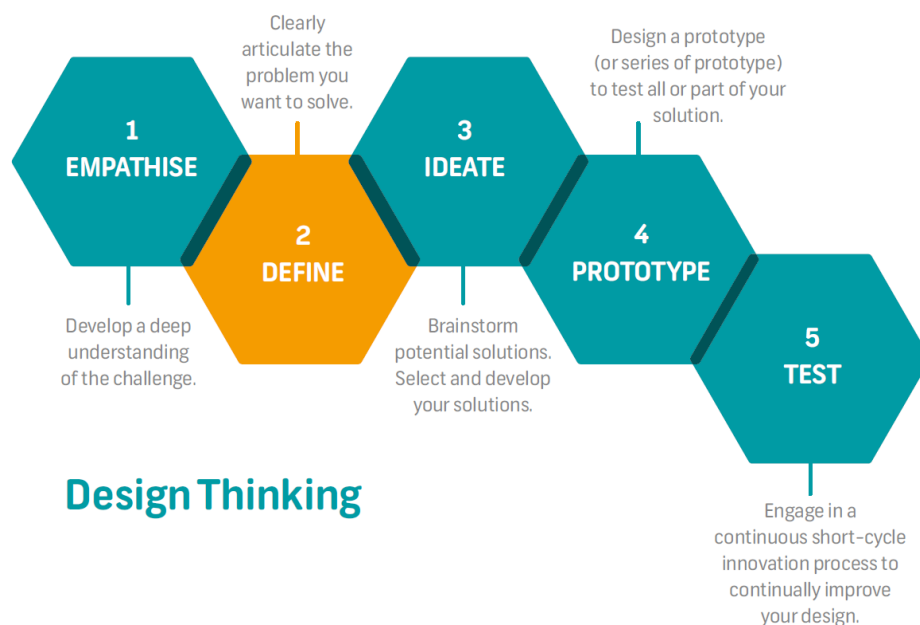 1
EMPATHISE
Develop a deep
understanding
of the challenge.
Clearly
articulate the
problem you
want to solve.
2
DEFINE
3
IDEATE
Brainstorm
potential solutions.
Select and develop
your solutions.
Design a prototype
(or series of prototype)
to test all or part of your
solution.
4
PROTOTYPE
5
TEST
Engage in a
continuous short-cycle
innovation process to
continually improve
your design.
Design Thinking